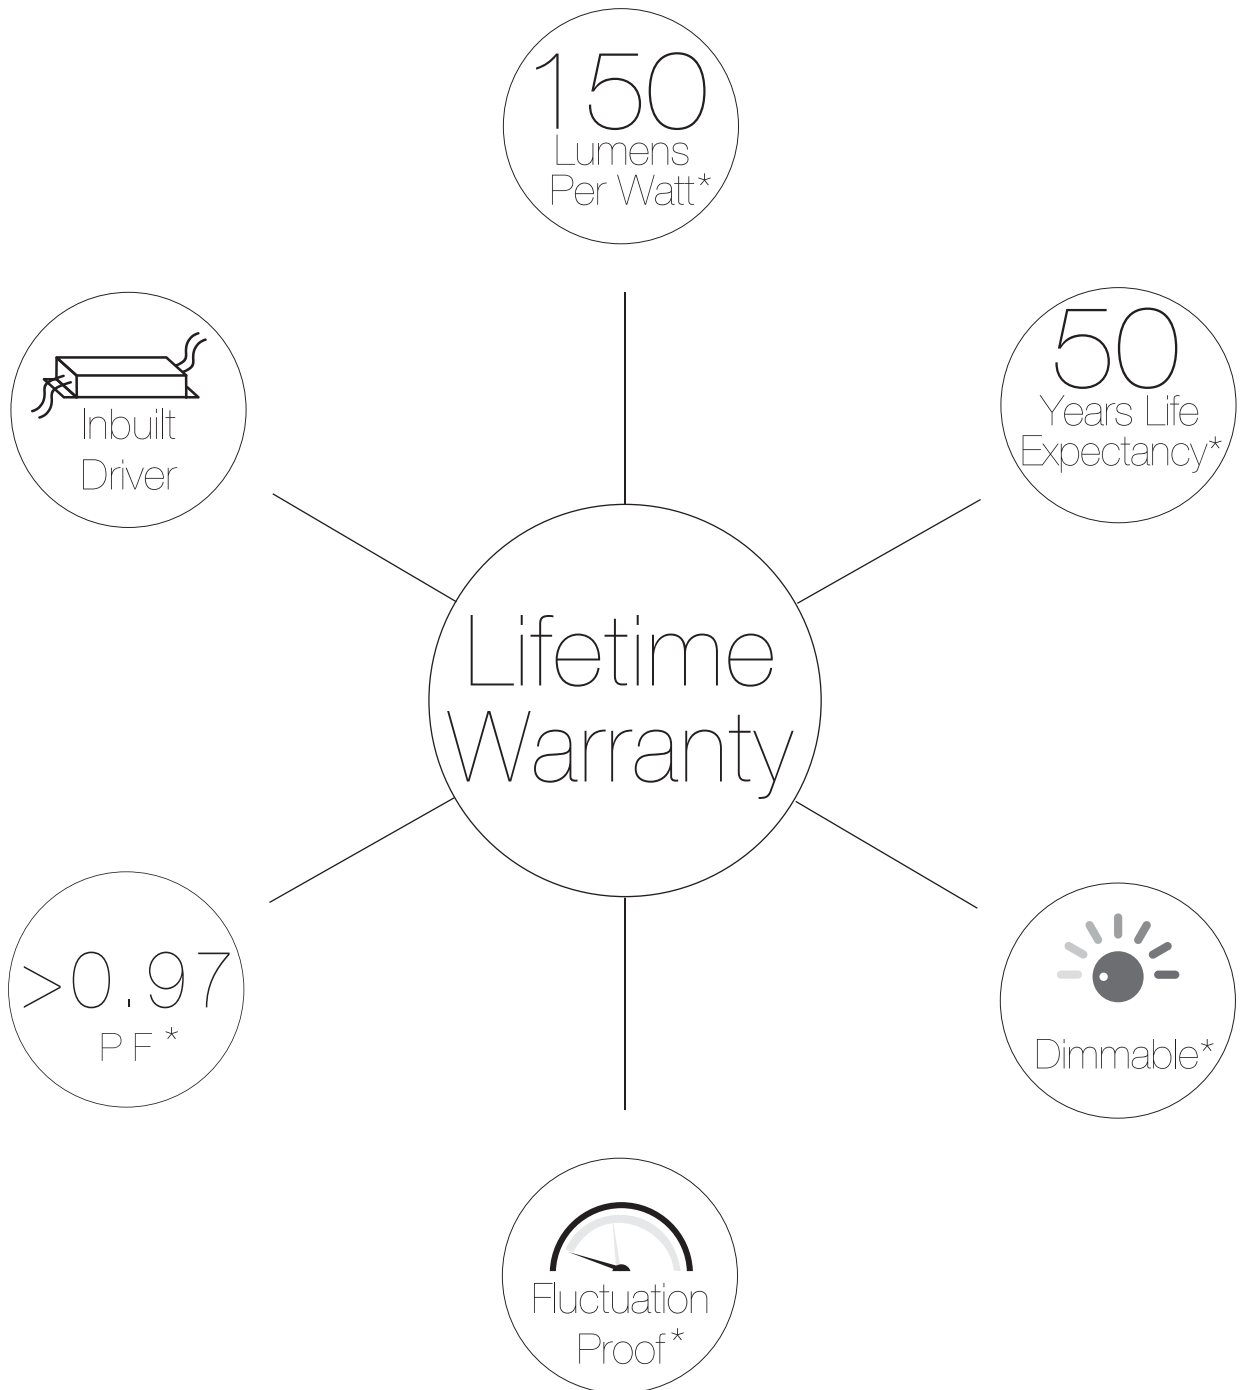 150
Lumens
Per Watt*
50
Years Life
Expectancy*
Inbuilt
Driver
Lifetime
Warranty
>0.97
PF*
Dimmable*
Fluctuation
Proof*